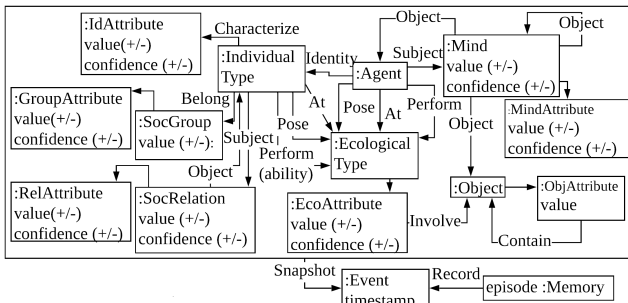 :IdAttribute
value(+/-)
confidence (+/-)
Characterize
:Individual
Type
Identity
:Agent
Object
Subject
:Mind
value (+/-)
confidence (+/-)
Object
:GroupAttribute
value(+/-)
confidence (+/-)
Belong
:SocGroup
value (+/-):
Subject
At
Pose
Pose
At
Perform
Object
:MindAttribute
value (+/-)
confidence (+/-)
Perform
(ability)
:Ecological
Type
:RelAttribute
value(+/-)
confidence (+/-)
Object
:SocRelation
value (+/-)
confidence (+/-)
:EcoAttribute
value (+/-)
confidence (+/-)
Involve
:Object
:ObjAttribute
value
Contain
Snapshot
:Event
timestamp
Record
episode :Memory